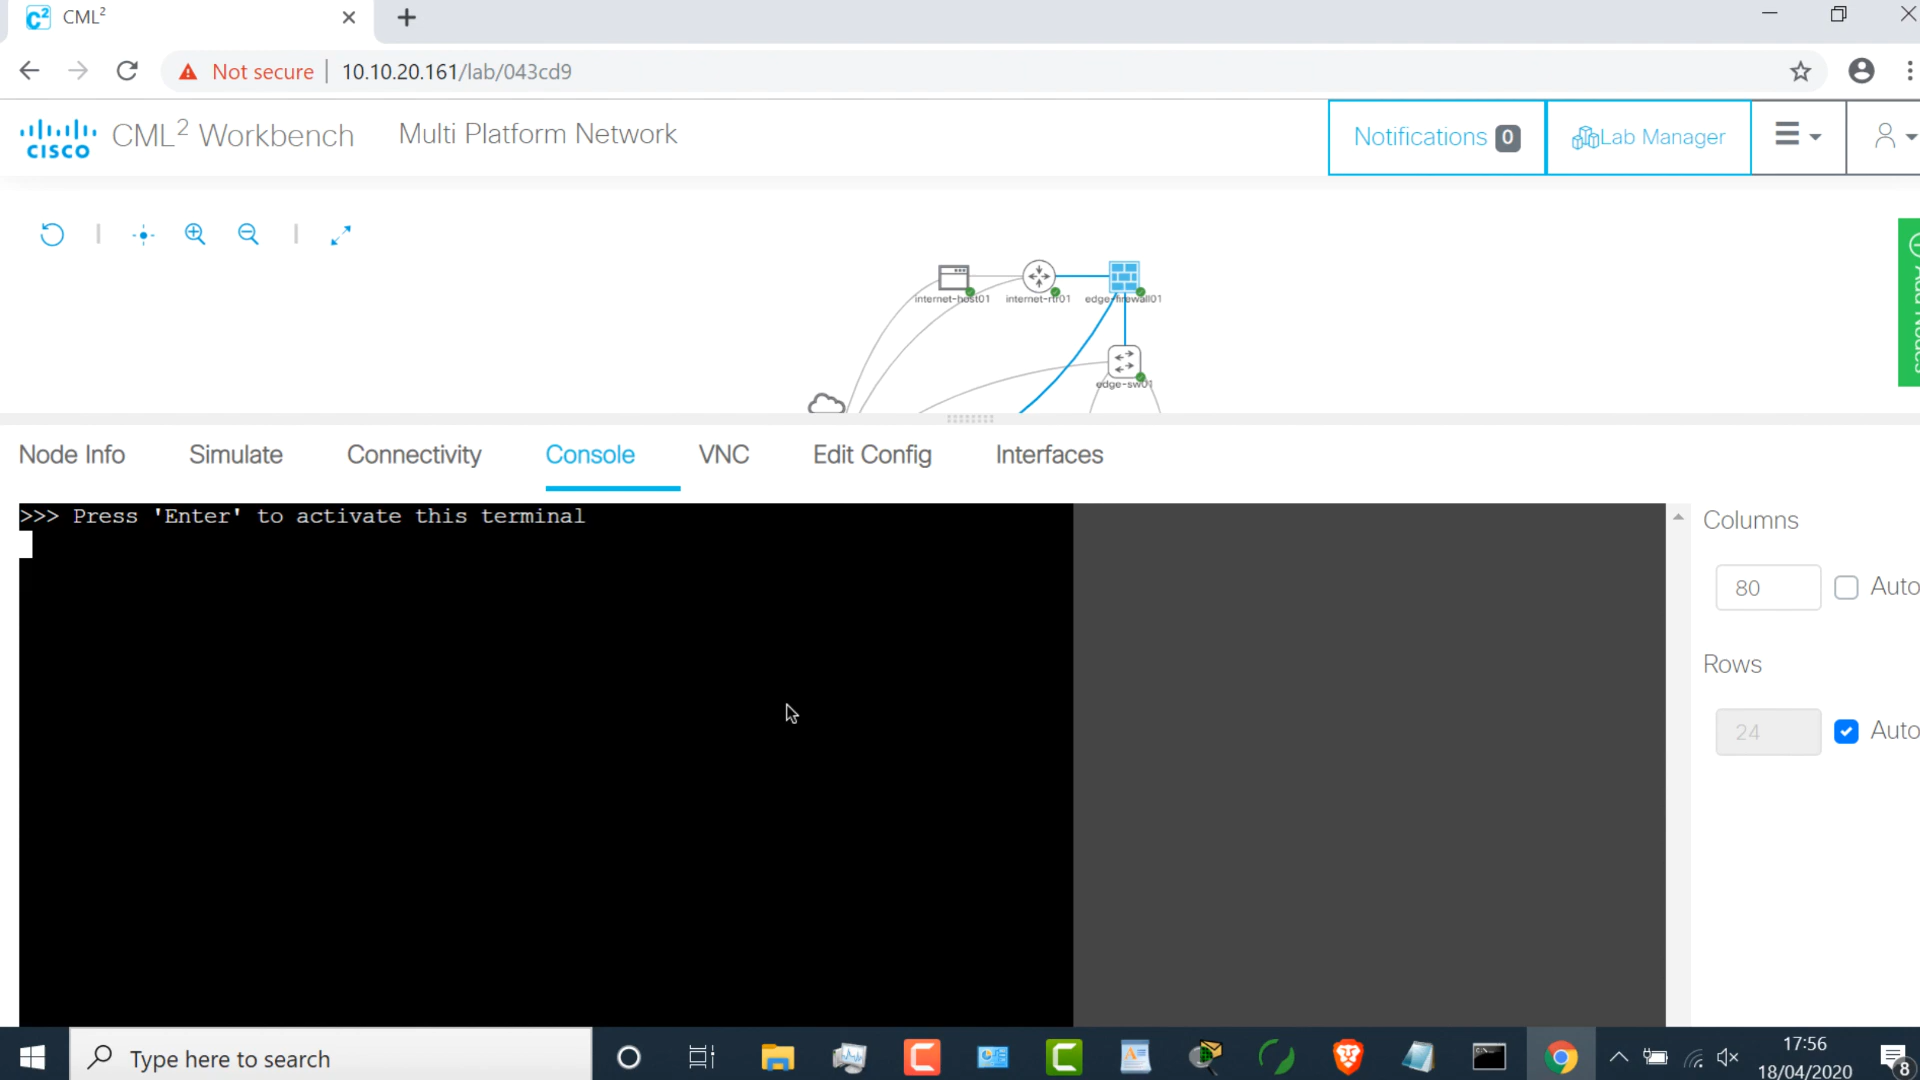 CML²
Not secure | 10.10.20.161/lab/043cd9
CISCO
CML² Workbench
Multi Platform Network
Notifications 0
Lab Manager
internet-host01
internet-rtr01
edge-firewall01
edge-sw01
Node Info
Simulate
Connectivity
Console
VNC
Edit Config
Interfaces
>>> Press 'Enter' to activate this terminal
Columns
80
Auto
Rows
24
Auto
Type here to search
17:56
18/04/2020
8